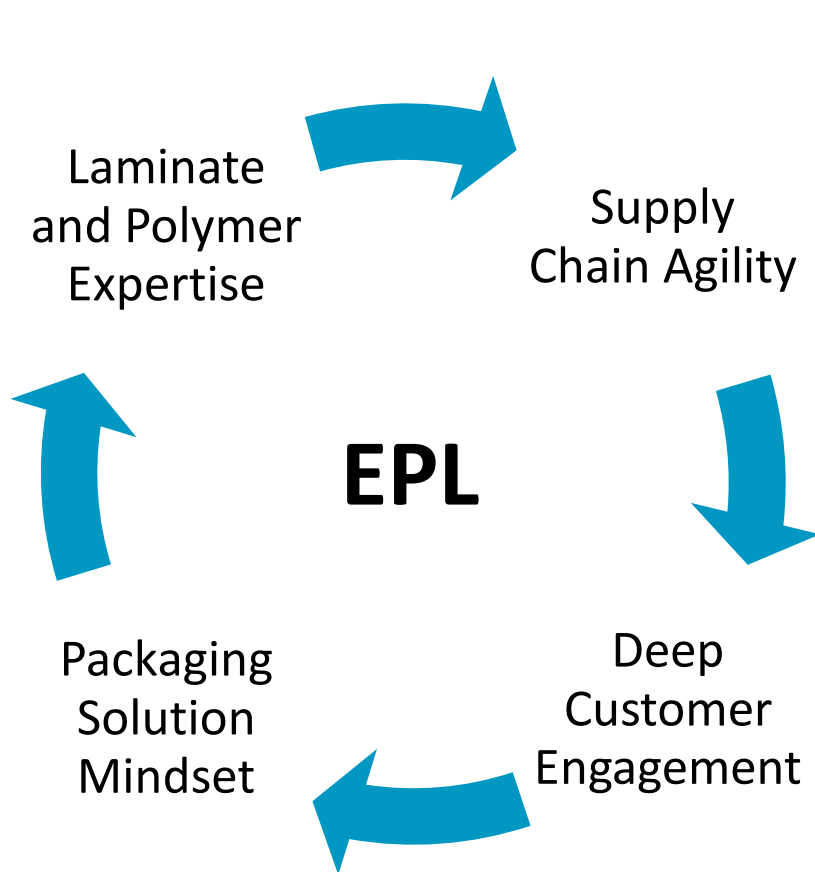 Laminate
and Polymer
Expertise
Supply
Chain Agility
EPL
Packaging
Solution
Mindset
Deep
Customer
Engagement